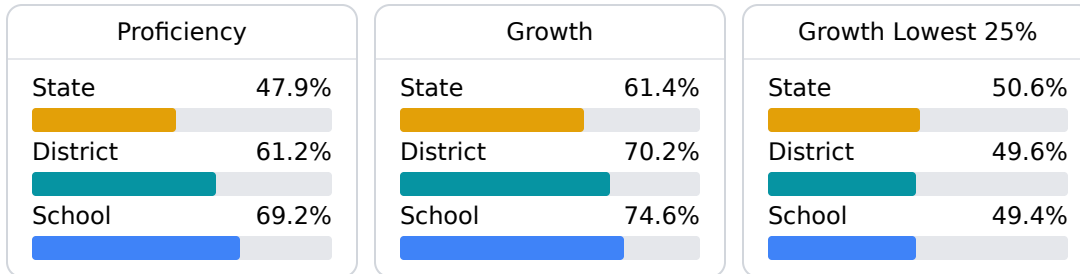 Proficiency
State 47.9%
District 61.2%
School 69.2%
Growth
State 61.4%
District 70.2%
School 74.6%
Growth Lowest 25%
State 50.6%
District 49.6%
School 49.4%